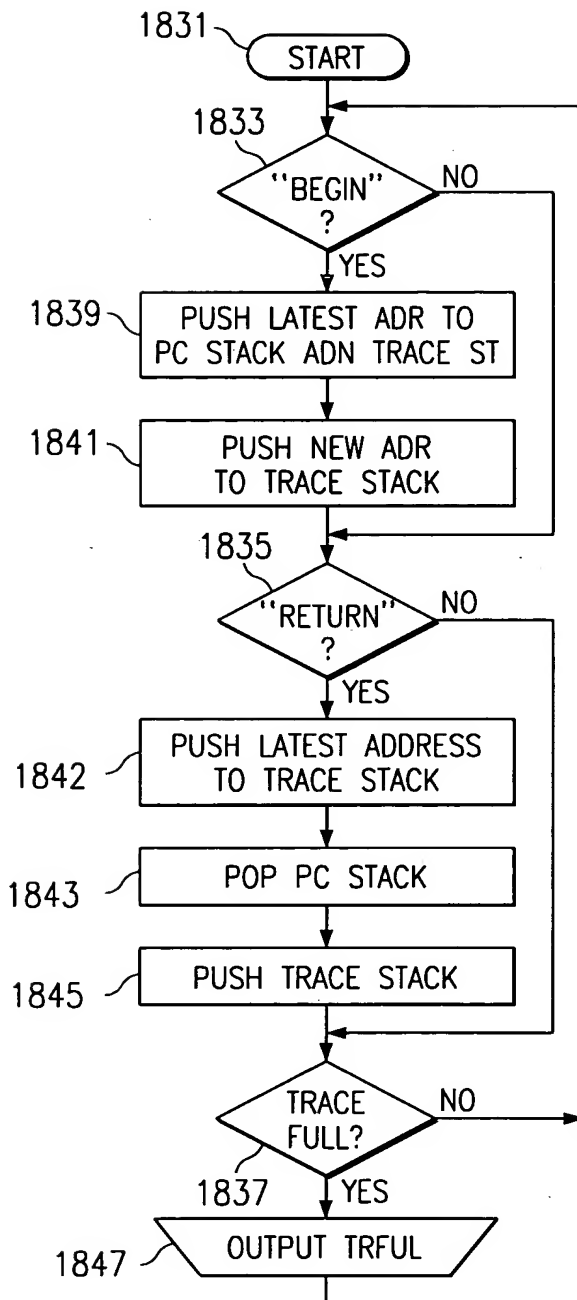 1831
START
1833
"BEGIN"
?
NO
YES
1839
PUSH LATEST ADR TO
PC STACK ADN TRACE ST
1841
PUSH NEW ADR
TO TRACE STACK
1835
"RETURN"
?
NO
YES
1842
PUSH LATEST ADDRESS
TO TRACE STACK
1843
POP PC STACK
1845
PUSH TRACE STACK
TRACE
FULL?
NO
1837
YES
1847
OUTPUT TRFUL